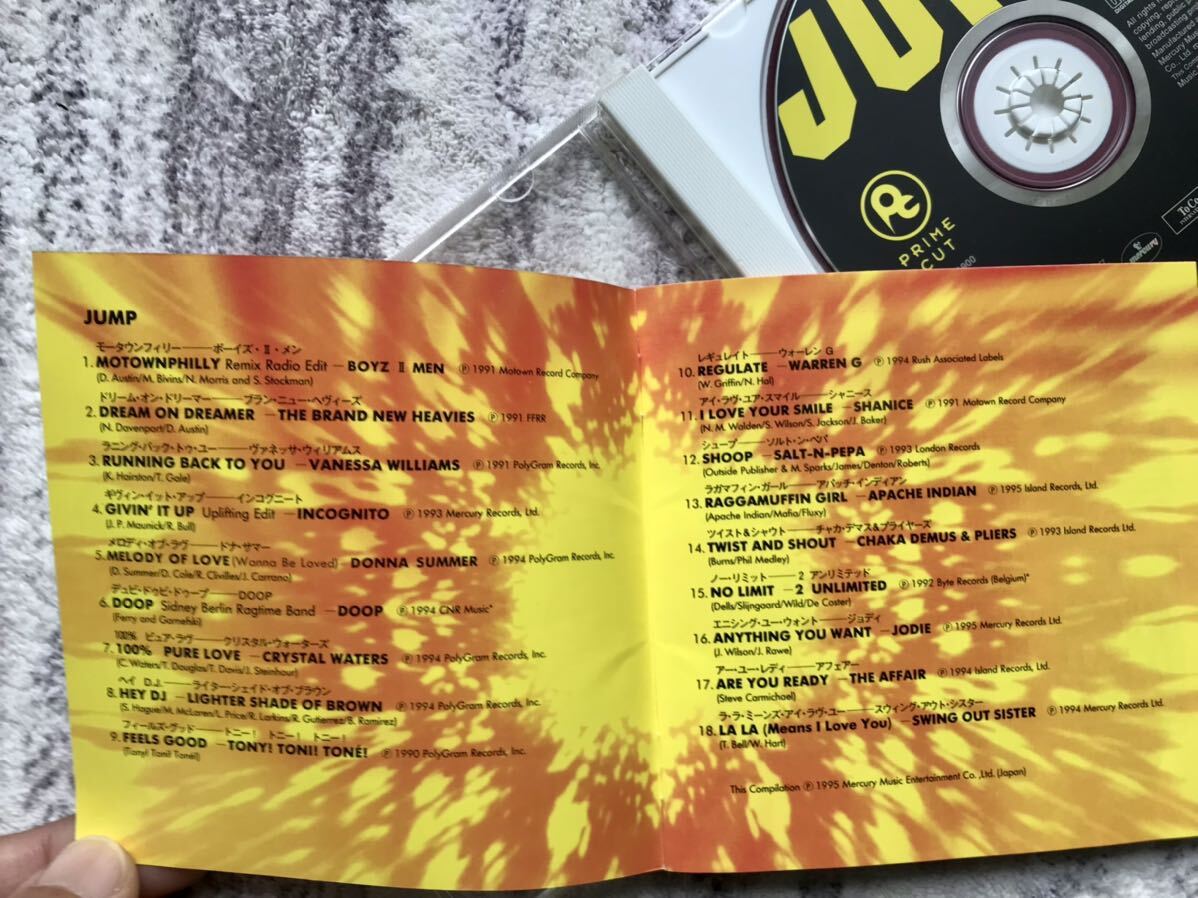 JUMP
モータウンフィリー——ボーイズ・Ⅱ・メン
1. MOTOWNPHILLY Remix Radio Edit — BOYZ Ⅱ MEN Ⓟ 1991 Motown Record Company
(D. Austin/M. Bivins/N. Morris and S. Stockman)
ドリーム・オン・ドリーマー——ブラン・ニュー・ヘヴィーズ
2. DREAM ON DREAMER — THE BRAND NEW HEAVIES Ⓟ 1991 FFRR
(N. Davenport/D. Austin)
ラニング・バック・トゥ・ユー——ヴァネッサ・ウィリアムス
3. RUNNING BACK TO YOU — VANESSA WILLIAMS Ⓟ 1991 PolyGram Records, Inc.
(K. Hairston/T. Gale)
ギヴィン・イット・アップ——インコグニート
4. GIVIN' IT UP Uplifting Edit — INCOGNITO Ⓟ 1993 Mercury Records, Ltd.
(J. P. Maunick/R. Bull)
メロディ・オブ・ラヴ——ドナ・サマー
5. MELODY OF LOVE (Wanna Be Loved) — DONNA SUMMER Ⓟ 1994 PolyGram Records, Inc.
(D. Summer/D. Cole/R. Clivilles/J. Carrano)
デュビ・ドゥビ・ドゥープ——DOOP
6. DOOP Sidney Berlin Ragtime Band — DOOP Ⓟ 1994 CNR Music*
(Ferry and Garnefski)
100% ピュア・ラヴ——クリスタル・ウォーターズ
7. 100% PURE LOVE — CRYSTAL WATERS Ⓟ 1994 PolyGram Records, Inc.
(C. Waters/T. Douglas/T. Davis/J. Steinhour)
ヘイ D.J.——ライター・シェイド・オブ・ブラウン
8. HEY DJ — LIGHTER SHADE OF BROWN Ⓟ 1994 PolyGram Records, Inc.
(S. Hague/M. McLaren/L. Price/R. Larkins/R. Gutierrez/B. Ramirez)
フィールズ・グッド——トニー！ トニー！ トニー！
9. FEELS GOOD — TONY! TONI! TONÉ! Ⓟ 1990 PolyGram Records, Inc.
(Tony! Toni! Toné!)
レギュレイト——ウォーレン G
10. REGULATE — WARREN G Ⓟ 1994 Rush Associated Labels
(W. Griffin/N. Hal)
アイ・ラヴ・ユア・スマイル——シャニース
11. I LOVE YOUR SMILE — SHANICE Ⓟ 1991 Motown Record Company
(N. M. Walden/S. Wilson/S. Jackson/J. Baker)
シュープ——ソルト・ン・ペパ
12. SHOOP — SALT-N-PEPA Ⓟ 1993 London Records
(Outside Publisher & M. Sparks/James/Denton/Roberts)
ラガマフィン・ガール——アパッチ・インディアン
13. RAGGAMUFFIN GIRL — APACHE INDIAN Ⓟ 1995 Island Records, Ltd.
(Apache Indian/Mafia/Fluxy)
ツイスト＆シャウト——チャカ・デマス＆プライヤーズ
14. TWIST AND SHOUT — CHAKA DEMUS & PLIERS Ⓟ 1993 Island Records Ltd.
(Burns/Phil Medley)
ノー・リミット——2 アンリミテッド
15. NO LIMIT — 2 UNLIMITED Ⓟ 1992 Byte Records (Belgium)*
(Dells/Slijngaard/Wild/De Coster)
エニシング・ユー・ウォント——ジョディ
16. ANYTHING YOU WANT — JODIE Ⓟ 1995 Mercury Records Ltd.
(J. Wilson/J. Rawe)
アー・ユー・レディ——アフェアー
17. ARE YOU READY — THE AFFAIR Ⓟ 1994 Island Records, Ltd.
(Steve Carmichael)
ラ・ラ・ミーンズ・アイ・ラヴ・ユー——スウィング・アウト・シスター
18. LA LA (Means I Love You) — SWING OUT SISTER Ⓟ 1994 Mercury Records Ltd.
(T. Bell/W. Hart)
This Compilation Ⓟ 1995 Mercury Music Entertainment Co.,Ltd. (Japan)
JU
PRIME
CUT
All rights
copying, rep
lending, public
broadcasting
Manufactured
Mercury Mus
Co., Ltd.
This Com
Mus